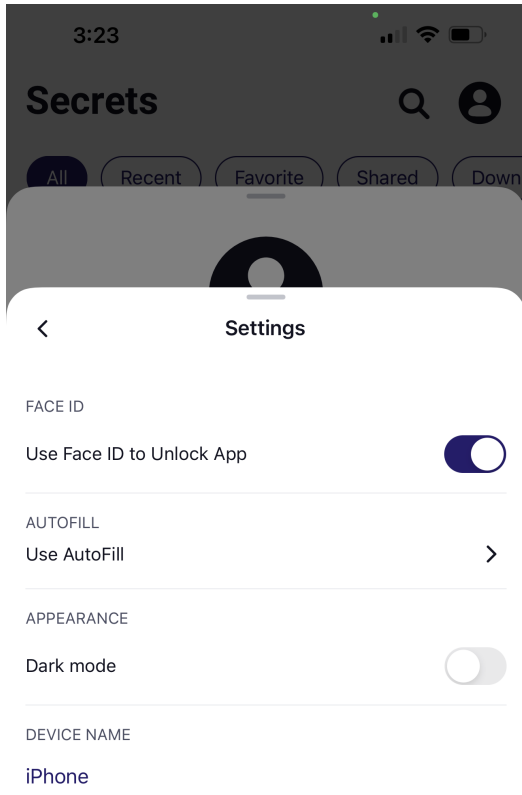 3:23
Secrets
All Recent Favorite Shared Down
Settings
FACE ID
Use Face ID to Unlock App
AUTOFILL
Use AutoFill
APPEARANCE
Dark mode
DEVICE NAME
iPhone